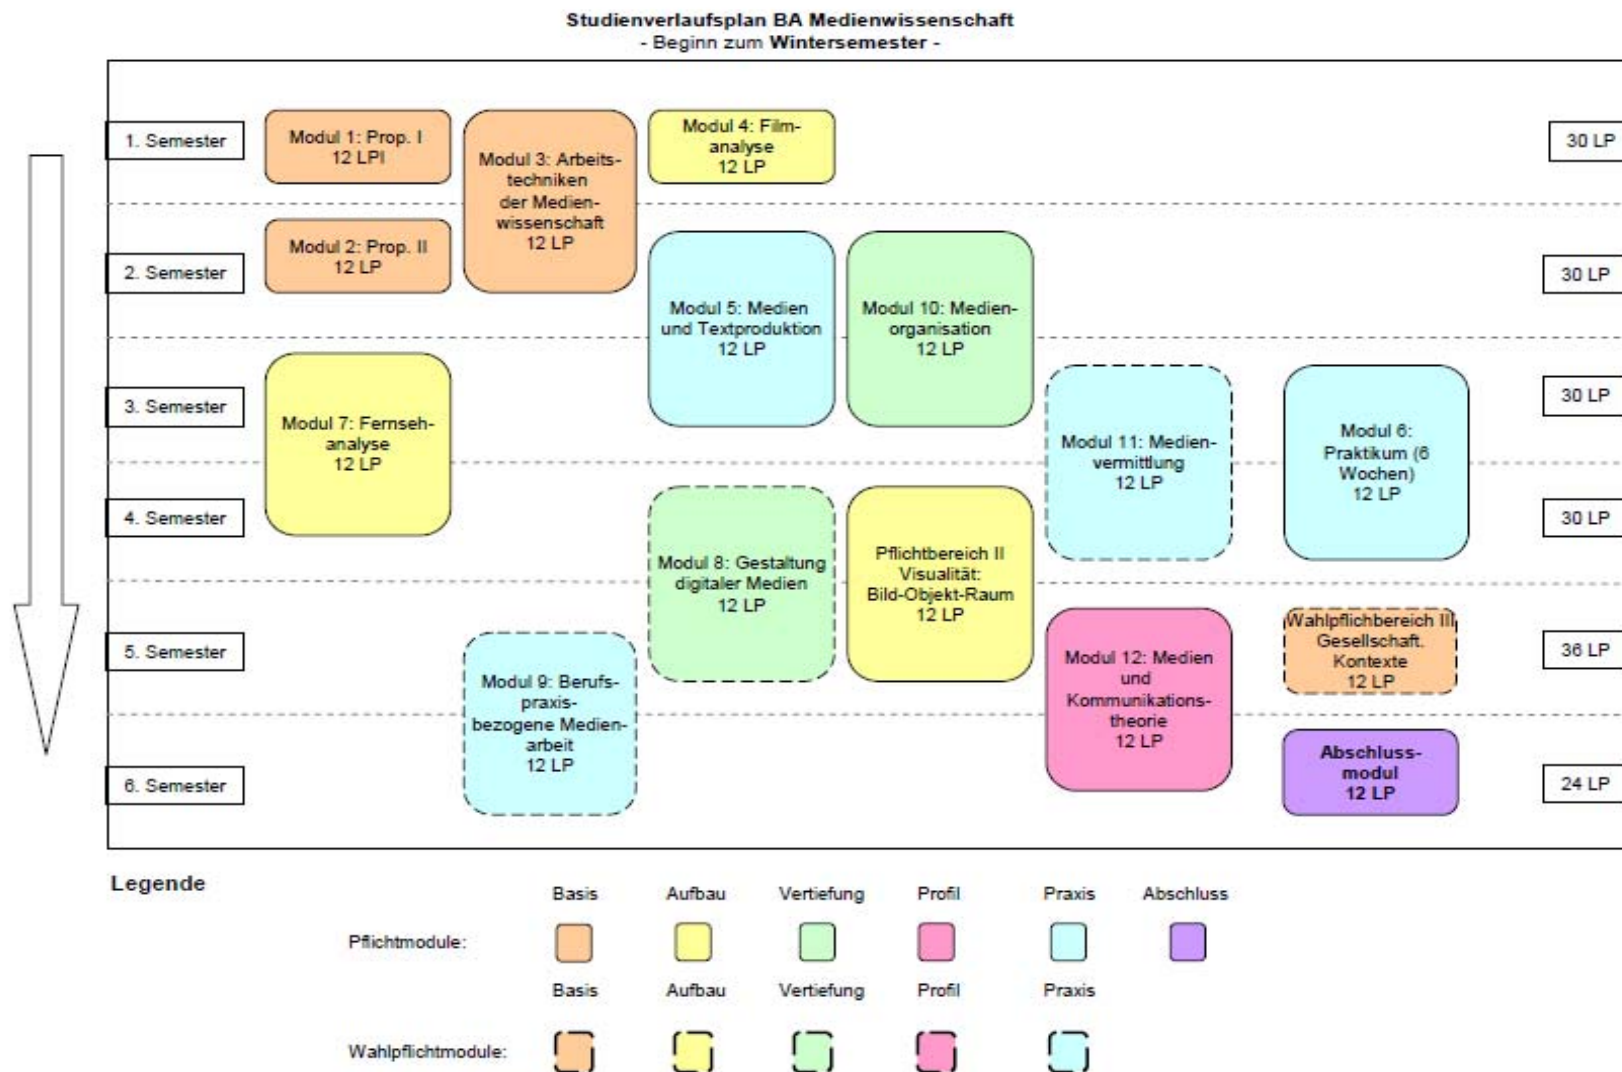 Studienverlaufsplan BA Medienwissenschaft
- Beginn zum Wintersemester -
1. Semester
Modul 1: Prop. I
12 LPI
Modul 3: Arbeits-
techniken
der Medien-
wissenschaft
12 LP
Modul 4: Film-
analyse
12 LP
30 LP
2. Semester
Modul 2: Prop. II
12 LP
Modul 5: Medien
und Textproduktion
12 LP
Modul 10: Medien-
organisation
12 LP
30 LP
3. Semester
Modul 7: Fernseh-
analyse
12 LP
Modul 11: Medien-
vermittlung
12 LP
Modul 6:
Praktikum (6
Wochen)
12 LP
30 LP
4. Semester
Modul 8: Gestaltung
digitaler Medien
12 LP
Pflichtbereich II
Visualität:
Bild-Objekt-Raum
12 LP
30 LP
5. Semester
Modul 9: Berufs-
praxis-
bezogene Medien-
arbeit
12 LP
Modul 12: Medien
und
Kommunikations-
theorie
12 LP
Wahlpflichbereich III
Gesellschaft.
Kontexte
12 LP
36 LP
6. Semester
Abschluss-
modul
12 LP
24 LP
Legende
Basis Aufbau Vertiefung Profil Praxis Abschluss
Pflichtmodule:
Basis Aufbau Vertiefung Profil Praxis
Wahlpflichtmodule: